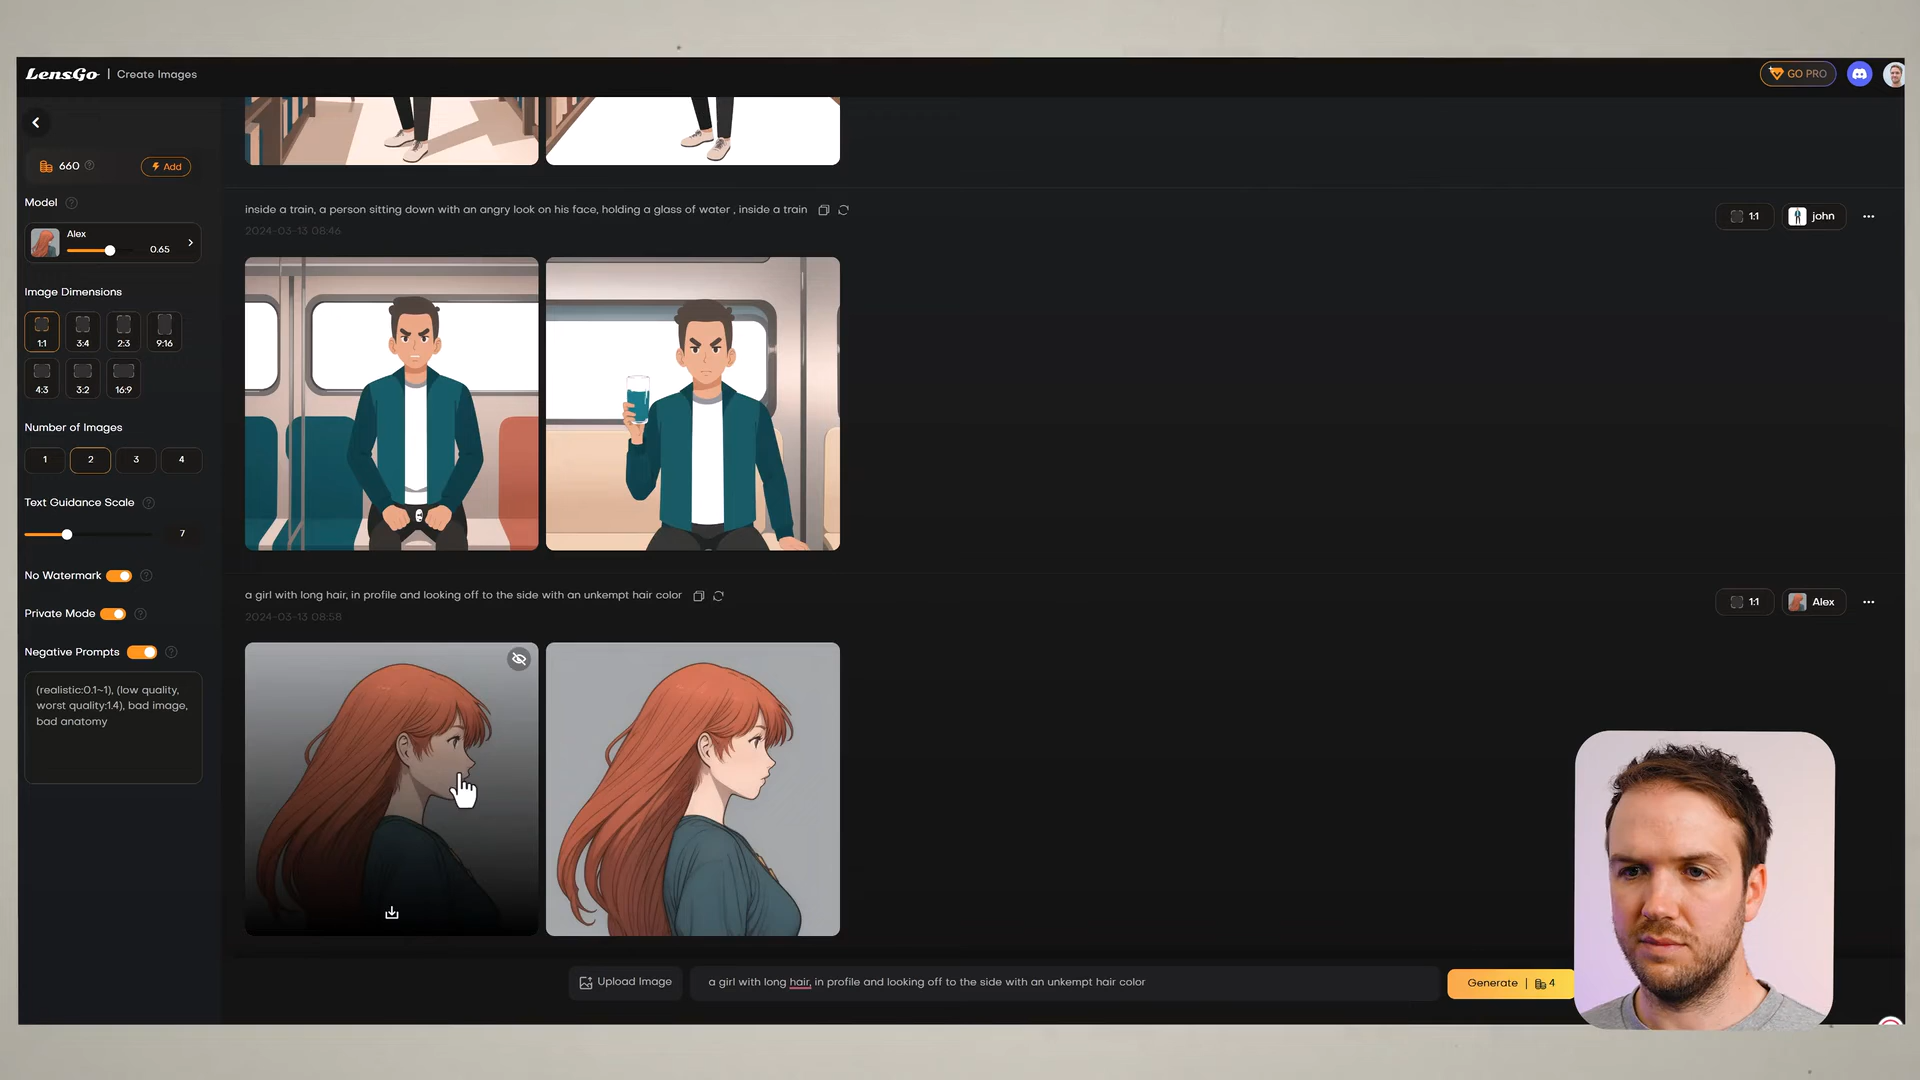 LensGo | Create Images
GO PRO
660
Add
Model
Alex
0.65
Image Dimensions
1:1
3:4
2:3
9:16
4:3
3:2
16:9
Number of Images
1
2
3
4
Text Guidance Scale
7
No Watermark
Private Mode
Negative Prompts
(realistic:0.1~1), (low quality,
worst quality:1.4), bad image,
bad anatomy
inside a train, a person sitting down with an angry look on his face, holding a glass of water , inside a train
2024-03-13 08:46
1:1
john
a girl with long hair, in profile and looking off to the side with an unkempt hair color
2024-03-13 08:58
1:1
Alex
Upload Image
a girl with long hair, in profile and looking off to the side with an unkempt hair color
Generate | 4